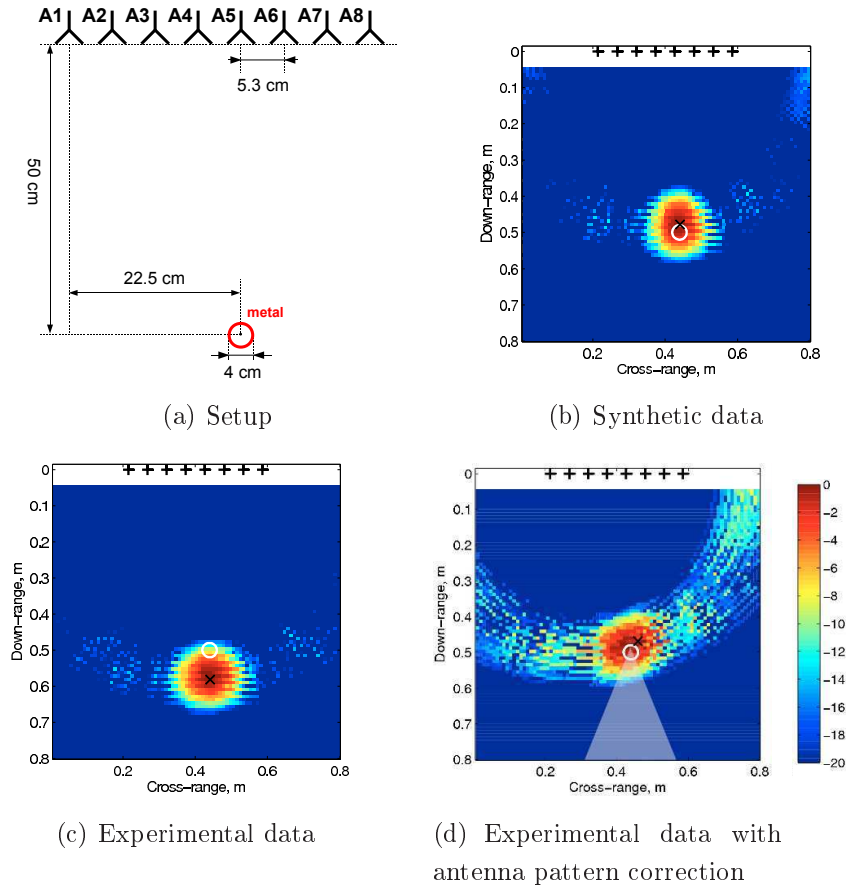 A1 A2 A3 A4 A5 A6 A7 A8
5.3 cm
50 cm
22.5 cm
metal
4 cm
(a) Setup
0
0.1
0.2
0.3
0.4
0.5
0.6
0.7
0.8
Down-range, m
0.2 0.4 0.6 0.8
Cross-range, m
(b) Synthetic data
0
0.1
0.2
0.3
0.4
0.5
0.6
0.7
0.8
Down-range, m
0.2 0.4 0.6 0.8
Cross-range, m
(c) Experimental data
0
0.1
0.2
0.3
0.4
0.5
0.6
0.7
0.8
Down-range, m
0.2 0.4 0.6 0.8
Cross-range, m
0
-2
-4
-6
-8
-10
-12
-14
-16
-18
-20
(d) Experimental data with
antenna pattern correction